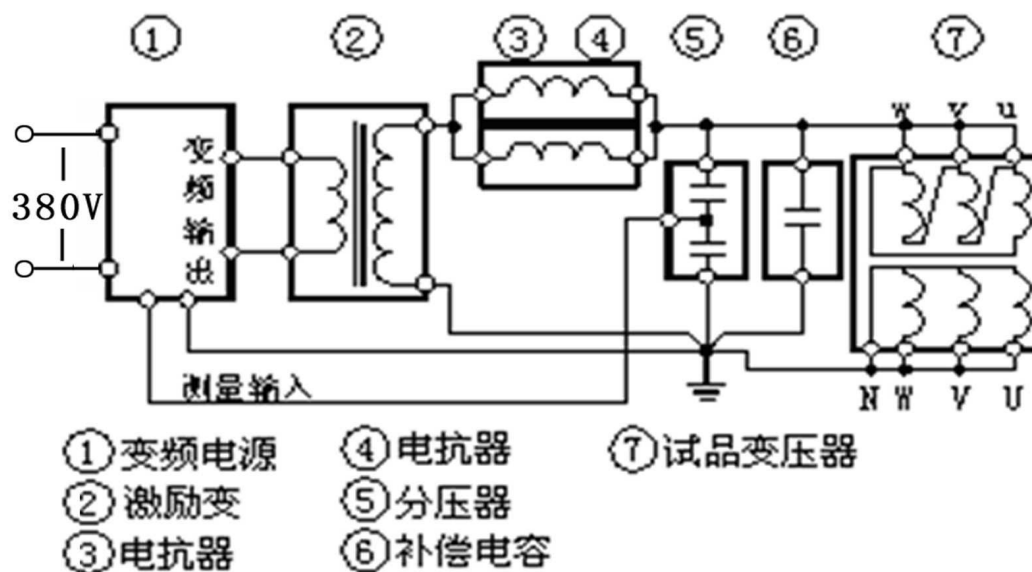 ① ② ③ ④ ⑤ ⑥ ⑦
w v u
变频输出
380V
测量输入
N W V U
① 变频电源 ④ 电抗器 ⑦ 试品变压器
② 激励变 ⑤ 分压器
③ 电抗器 ⑥ 补偿电容